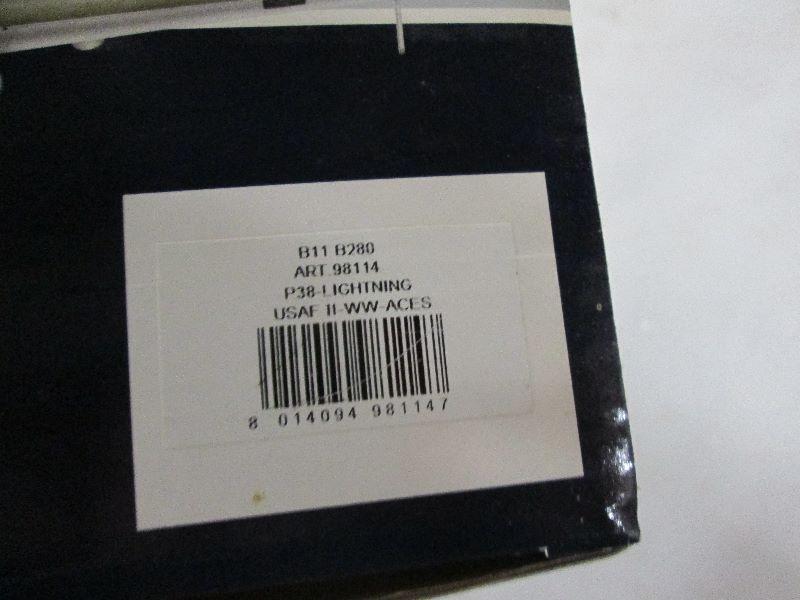 B11 B280
ART.98114
P38-LIGHTNING
USAF II-WW-ACES
8 014094 981147